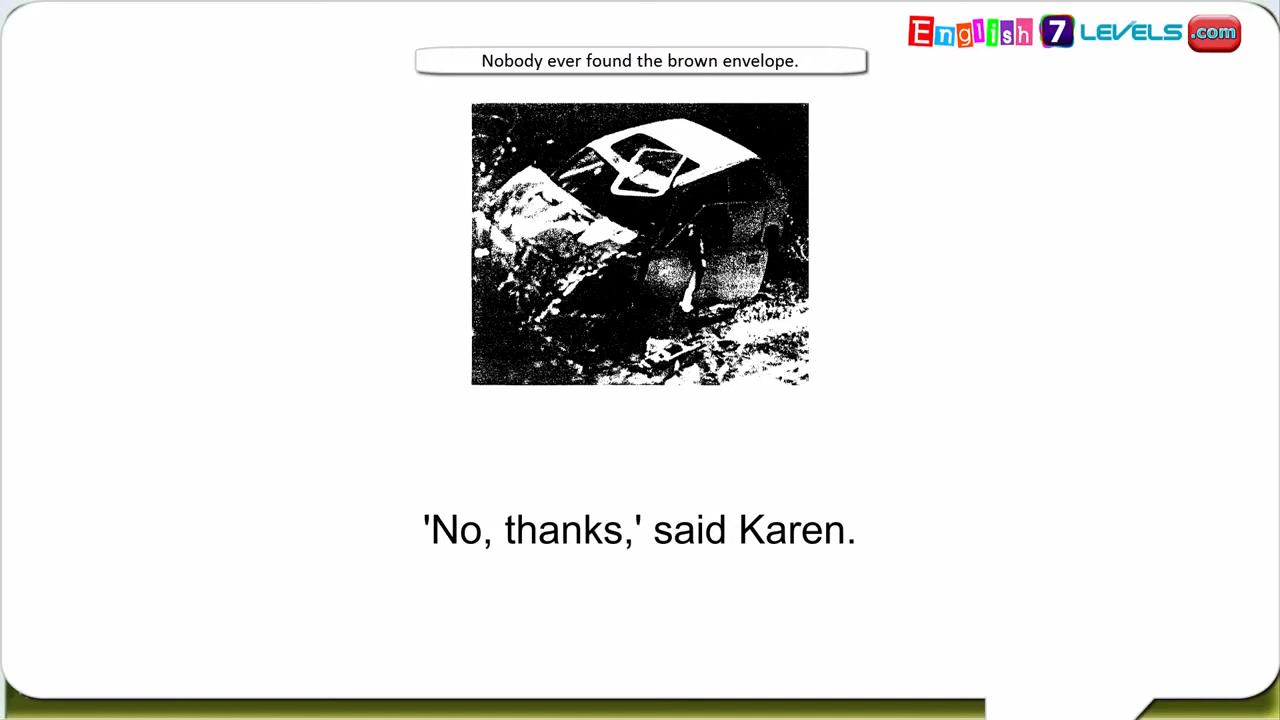 English 7 LEVELS .com
Nobody ever found the brown envelope.
'No, thanks,' said Karen.